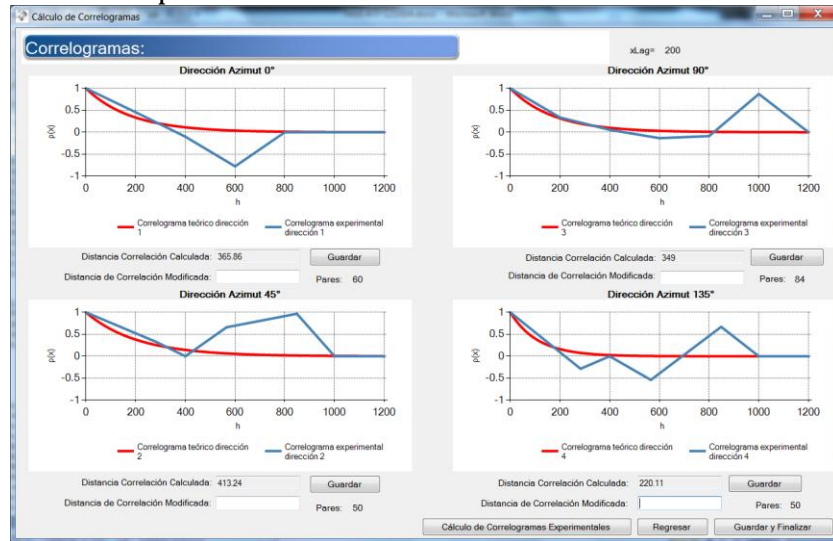 Cálculo de Correlogramas
Correlogramas:
xLag= 200
Dirección Azimut 0°
1
0.5
0
-0.5
-1
p(x)
0 200 400 600 800 1000 1200
h
Correlograma teórico dirección 1
Correlograma experimental dirección 1
Distancia Correlación Calculada: 365.86 Guardar
Distancia de Correlación Modificada: Pares: 60
Dirección Azimut 90°
1
0.5
0
-0.5
-1
p(x)
0 200 400 600 800 1000 1200
h
Correlograma teórico dirección 3
Correlograma experimental dirección 3
Distancia Correlación Calculada: 349 Guardar
Distancia de Correlación Modificada: Pares: 84
Dirección Azimut 45°
1
0.5
0
-0.5
-1
p(x)
0 200 400 600 800 1000 1200
h
Correlograma teórico dirección 2
Correlograma experimental dirección 2
Distancia Correlación Calculada: 413.24 Guardar
Distancia de Correlación Modificada: Pares: 50
Dirección Azimut 135°
1
0.5
0
-0.5
-1
p(x)
0 200 400 600 800 1000 1200
h
Correlograma teórico dirección 4
Correlograma experimental dirección 4
Distancia Correlación Calculada: 220.11 Guardar
Distancia de Correlación Modificada: Pares: 50
Cálculo de Correlogramas Experimentales Regresar Guardar y Finalizar